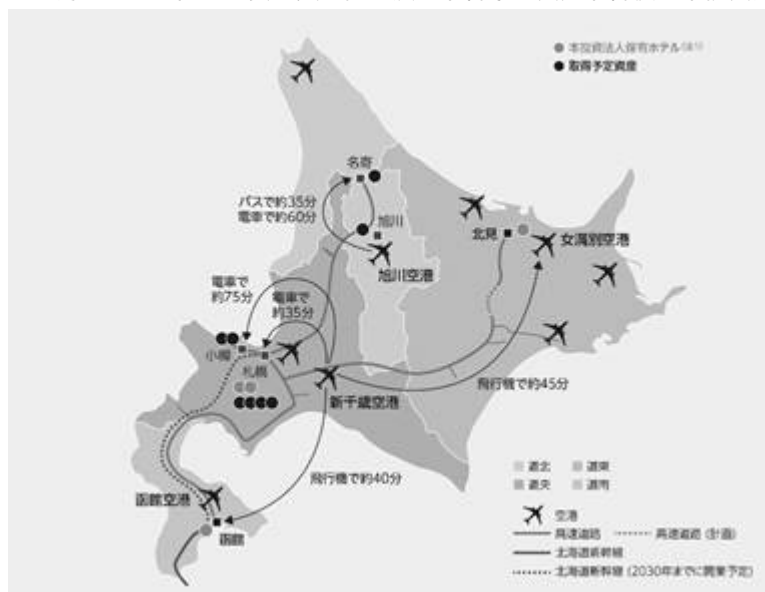 本投資法人保有ホテル(注1)
取得予定資産
名寄
バスで約35分
電車で約60分
旭川
旭川空港
北見
女満別空港
電車で
約75分
電車で
約35分
小樽
札幌
新千歳空港
飛行機で約45分
飛行機で約40分
函館空港
函館
道北
道東
道央
道南
空港
高速道路
高速道路 (計画)
北海道新幹線
北海道新幹線 (2030年までに開業予定)